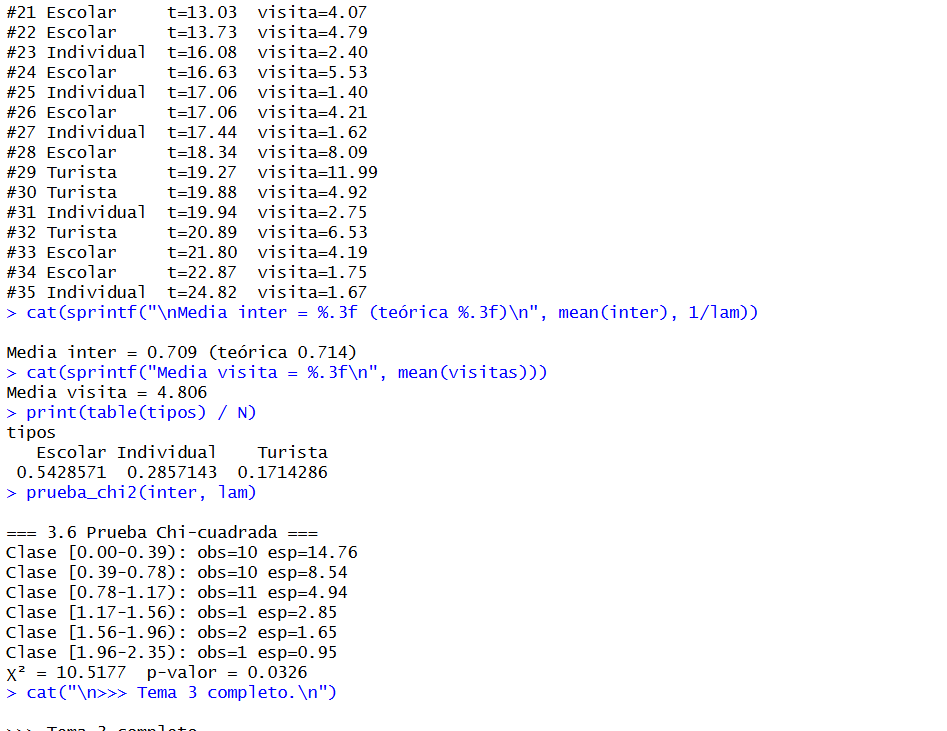 #21 Escolar     t=13.03  visita=4.07
#22 Escolar     t=13.73  visita=4.79
#23 Individual  t=16.08  visita=2.40
#24 Escolar     t=16.63  visita=5.53
#25 Individual  t=17.06  visita=1.40
#26 Escolar     t=17.06  visita=4.21
#27 Individual  t=17.44  visita=1.62
#28 Escolar     t=18.34  visita=8.09
#29 Turista     t=19.27  visita=11.99
#30 Turista     t=19.88  visita=4.92
#31 Individual  t=19.94  visita=2.75
#32 Turista     t=20.89  visita=6.53
#33 Escolar     t=21.80  visita=4.19
#34 Escolar     t=22.87  visita=1.75
#35 Individual  t=24.82  visita=1.67
> cat(sprintf("\nMedia inter = %.3f (teórica %.3f)\n", mean(inter), 1/lam))
Media inter = 0.709 (teórica 0.714)
> cat(sprintf("Media visita = %.3f\n", mean(visitas)))
Media visita = 4.806
> print(table(tipos) / N)
tipos
   Escolar Individual    Turista
 0.5428571  0.2857143  0.1714286
> prueba_chi2(inter, lam)
=== 3.6 Prueba Chi-cuadrada ===
Clase [0.00-0.39): obs=10 esp=14.76
Clase [0.39-0.78): obs=10 esp=8.54
Clase [0.78-1.17): obs=11 esp=4.94
Clase [1.17-1.56): obs=1 esp=2.85
Clase [1.56-1.96): obs=2 esp=1.65
Clase [1.96-2.35): obs=1 esp=0.95
χ² = 10.5177  p-valor = 0.0326
> cat("\n>>> Tema 3 completo.\n")
>>> Tema 3 completo.